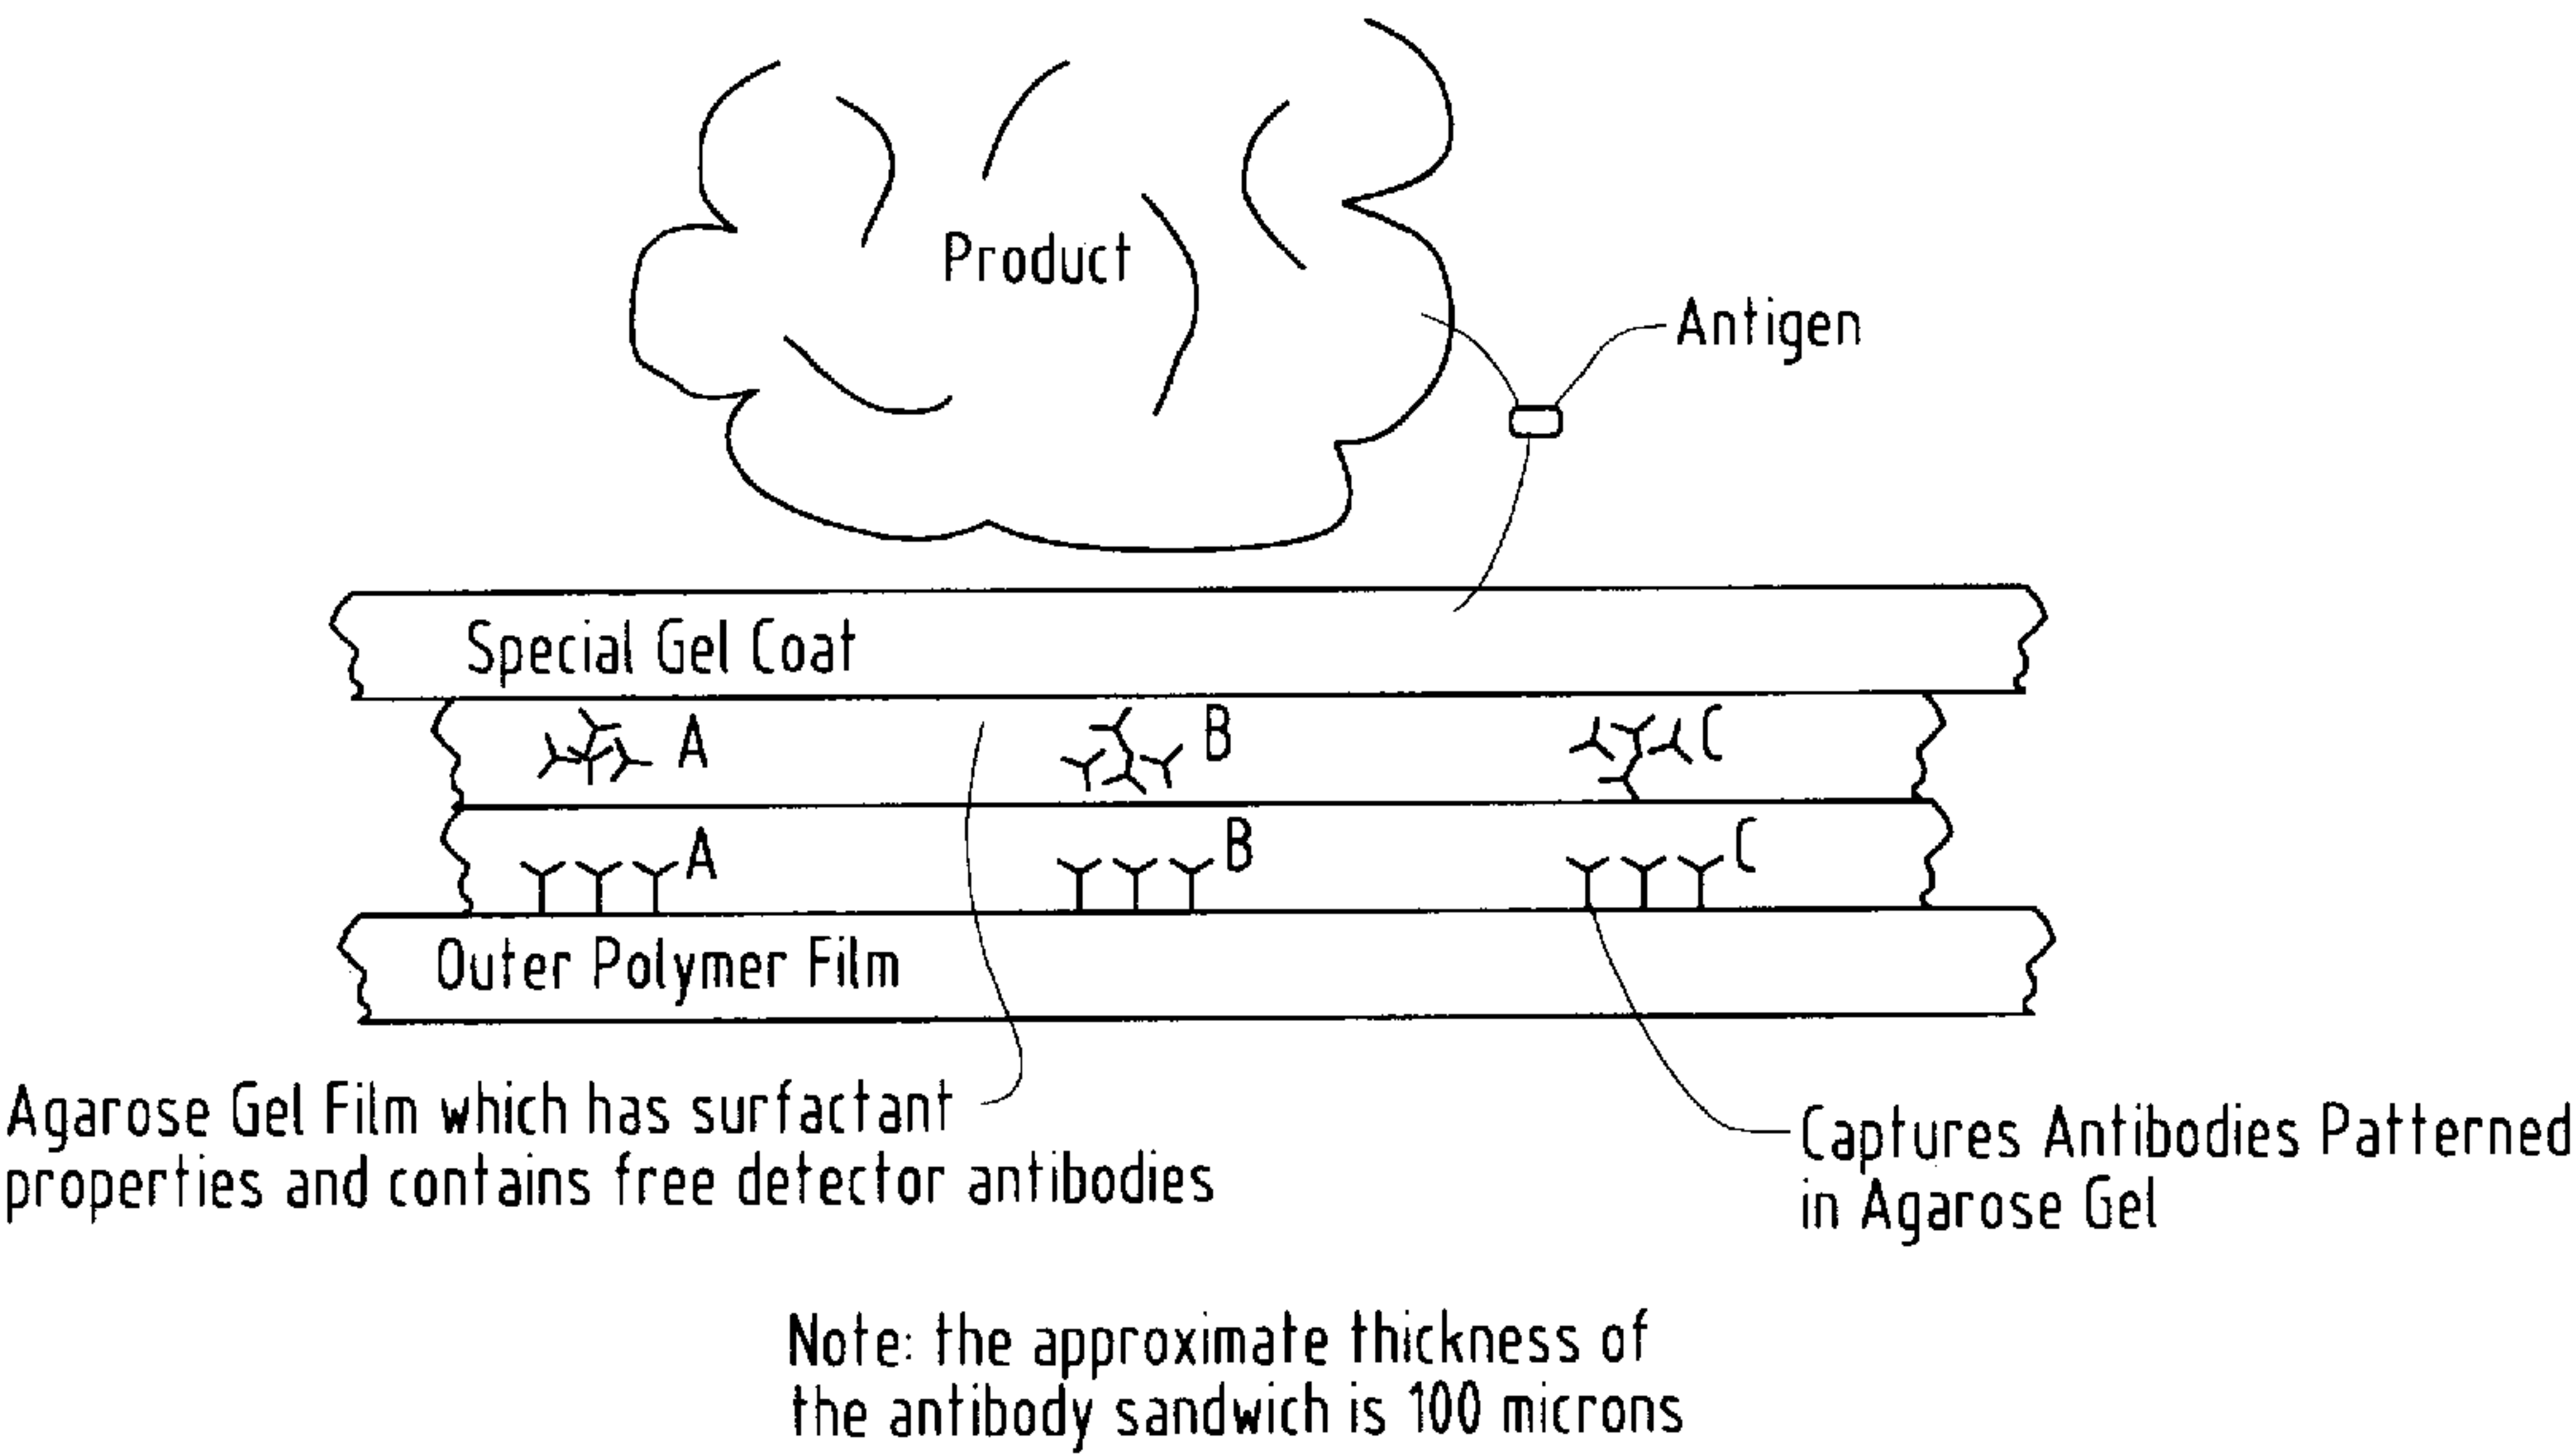 Product
Antigen
Special Gel Coat
A
B
C
A
B
C
Outer Polymer Film
Agarose Gel Film which has surfactant
properties and contains free detector antibodies
Captures Antibodies Patterned
in Agarose Gel
Note: the approximate thickness of
the antibody sandwich is 100 microns